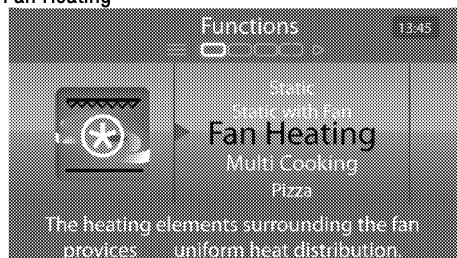 Fan Heating
Functions
13:45
Static
Static with Fan
Fan Heating
Multi Cooking
Pizza
The heating elements surrounding the fan
provices uniform heat distribution.